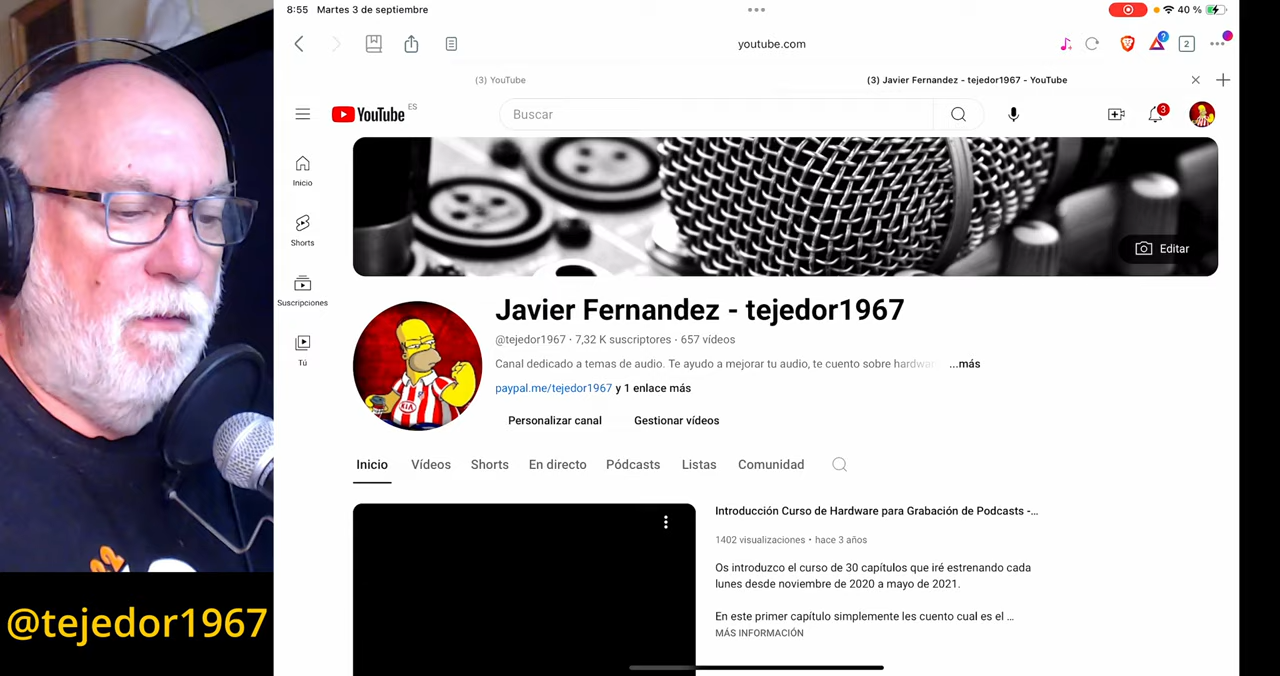 8:55 Martes 3 de septiembre
40 %
youtube.com
2
(3) YouTube
(3) Javier Fernandez - tejedor1967 - YouTube
YouTube ES
Buscar
3
Inicio
Shorts
Suscripciones
Tú
Editar
Javier Fernandez - tejedor1967
@tejedor1967 · 7,32 K suscriptores · 657 vídeos
Canal dedicado a temas de audio. Te ayudo a mejorar tu audio, te cuento sobre hardwar ...más
paypal.me/tejedor1967 y 1 enlace más
Personalizar canal
Gestionar vídeos
Inicio Vídeos Shorts En directo Pódcasts Listas Comunidad
KIA
Introducción Curso de Hardware para Grabación de Podcasts -...
1402 visualizaciones • hace 3 años
Os introduzco el curso de 30 capítulos que iré estrenando cada
lunes desde noviembre de 2020 a mayo de 2021.
En este primer capítulo simplemente les cuento cual es el ...
MÁS INFORMACIÓN
@tejedor1967